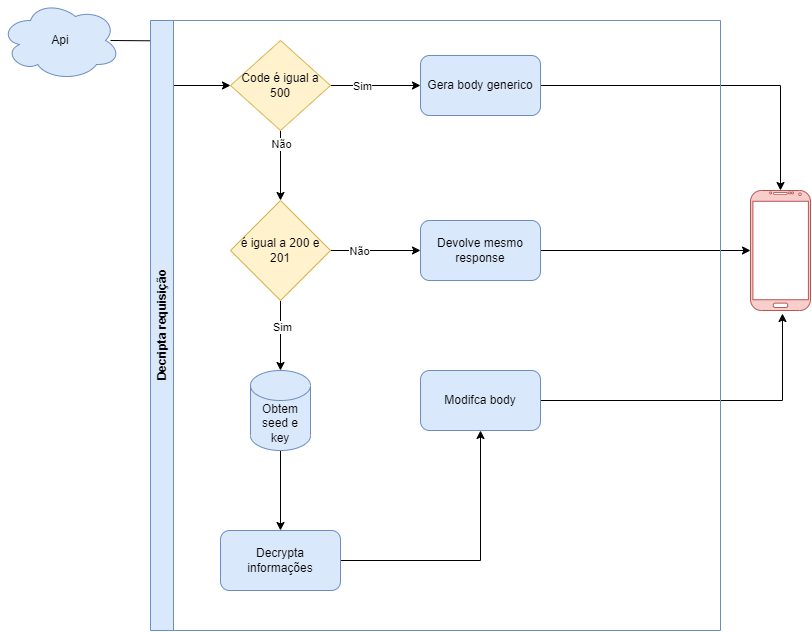 Api
Code é igual a
500
Sim
Gera body generico
Não
é igual a 200 e
201
Não
Devolve mesmo
response
Decripta requisição
Sim
Obtem
seed e
key
Modifca body
Decrypta
informações